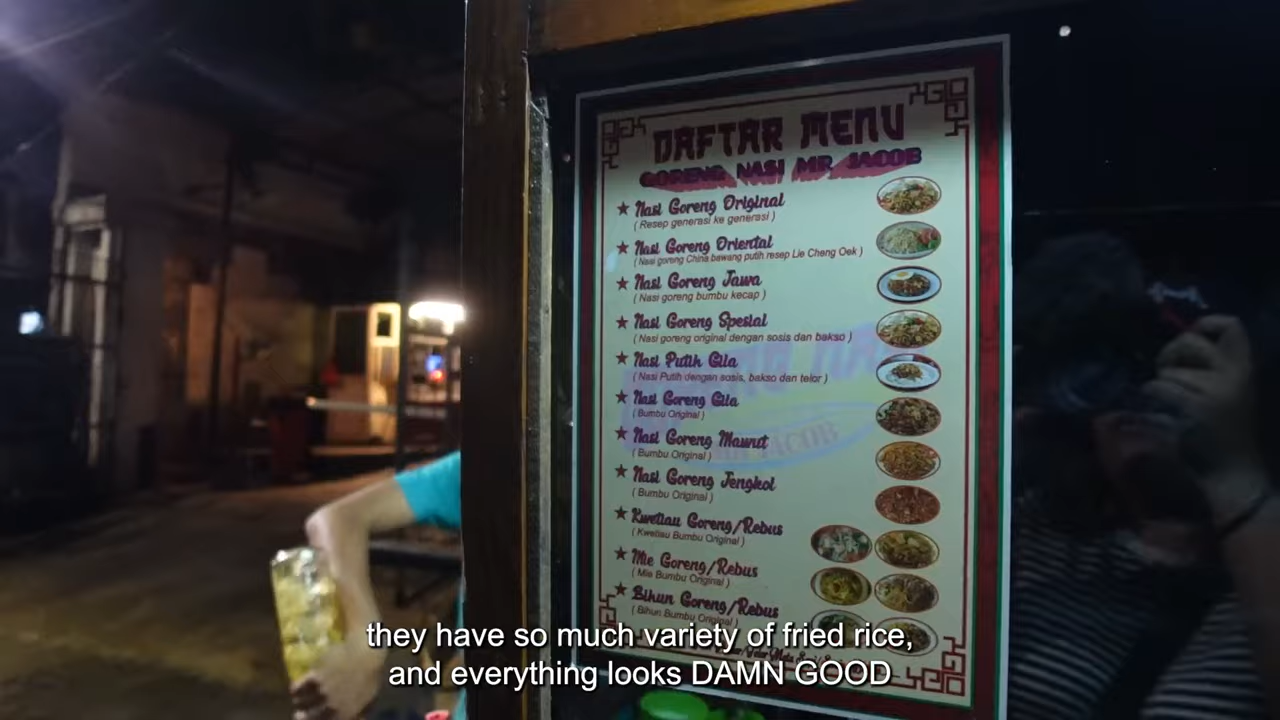 DAFTAR MENU
GORENG NASI MR JACOB
Nasi Goreng Original
( Resep generasi ke generasi )
Nasi Goreng Oriental
( Nasi goreng China bawang putih resep Lie Cheng Oek )
Nasi Goreng Jawa
( Nasi goreng bumbu kecap )
Nasi Goreng Spesial
( Nasi goreng original dengan sosis dan bakso )
Nasi Putih Gila
( Nasi Putih dengan sosis, bakso dan telor )
Nasi Goreng Gila
( Bumbu Original )
Nasi Goreng Mawut
( Bumbu Original )
Nasi Goreng Jengkol
( Bumbu Original )
Kwetiau Goreng/Rebus
( Kwetiau Bumbu Original )
Mie Goreng/Rebus
( Mie Bumbu Original )
Bihun Goreng/Rebus
( Bihun Bumbu Original )
they have so much variety of fried rice,
and everything looks DAMN GOOD